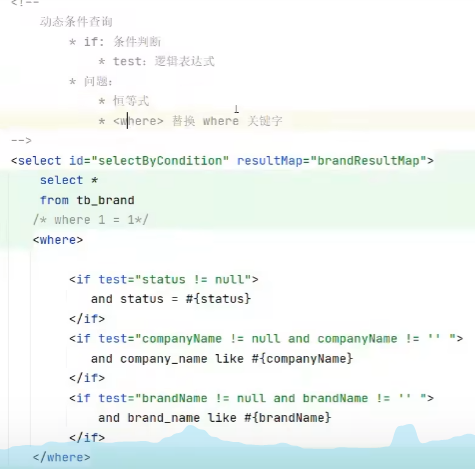 <!--
动态条件查询
* if: 条件判断
* test：逻辑表达式
* 问题：
* 恒等式
* <where> 替换 where 关键字
-->
<select id="selectByCondition" resultMap="brandResultMap">
select *
from tb_brand
/* where 1 = 1*/
<where>
<if test="status != null">
and status = #{status}
</if>
<if test="companyName != null and companyName != '' ">
and company_name like #{companyName}
</if>
<if test="brandName != null and brandName != '' ">
and brand_name like #{brandName}
</if>
</where>